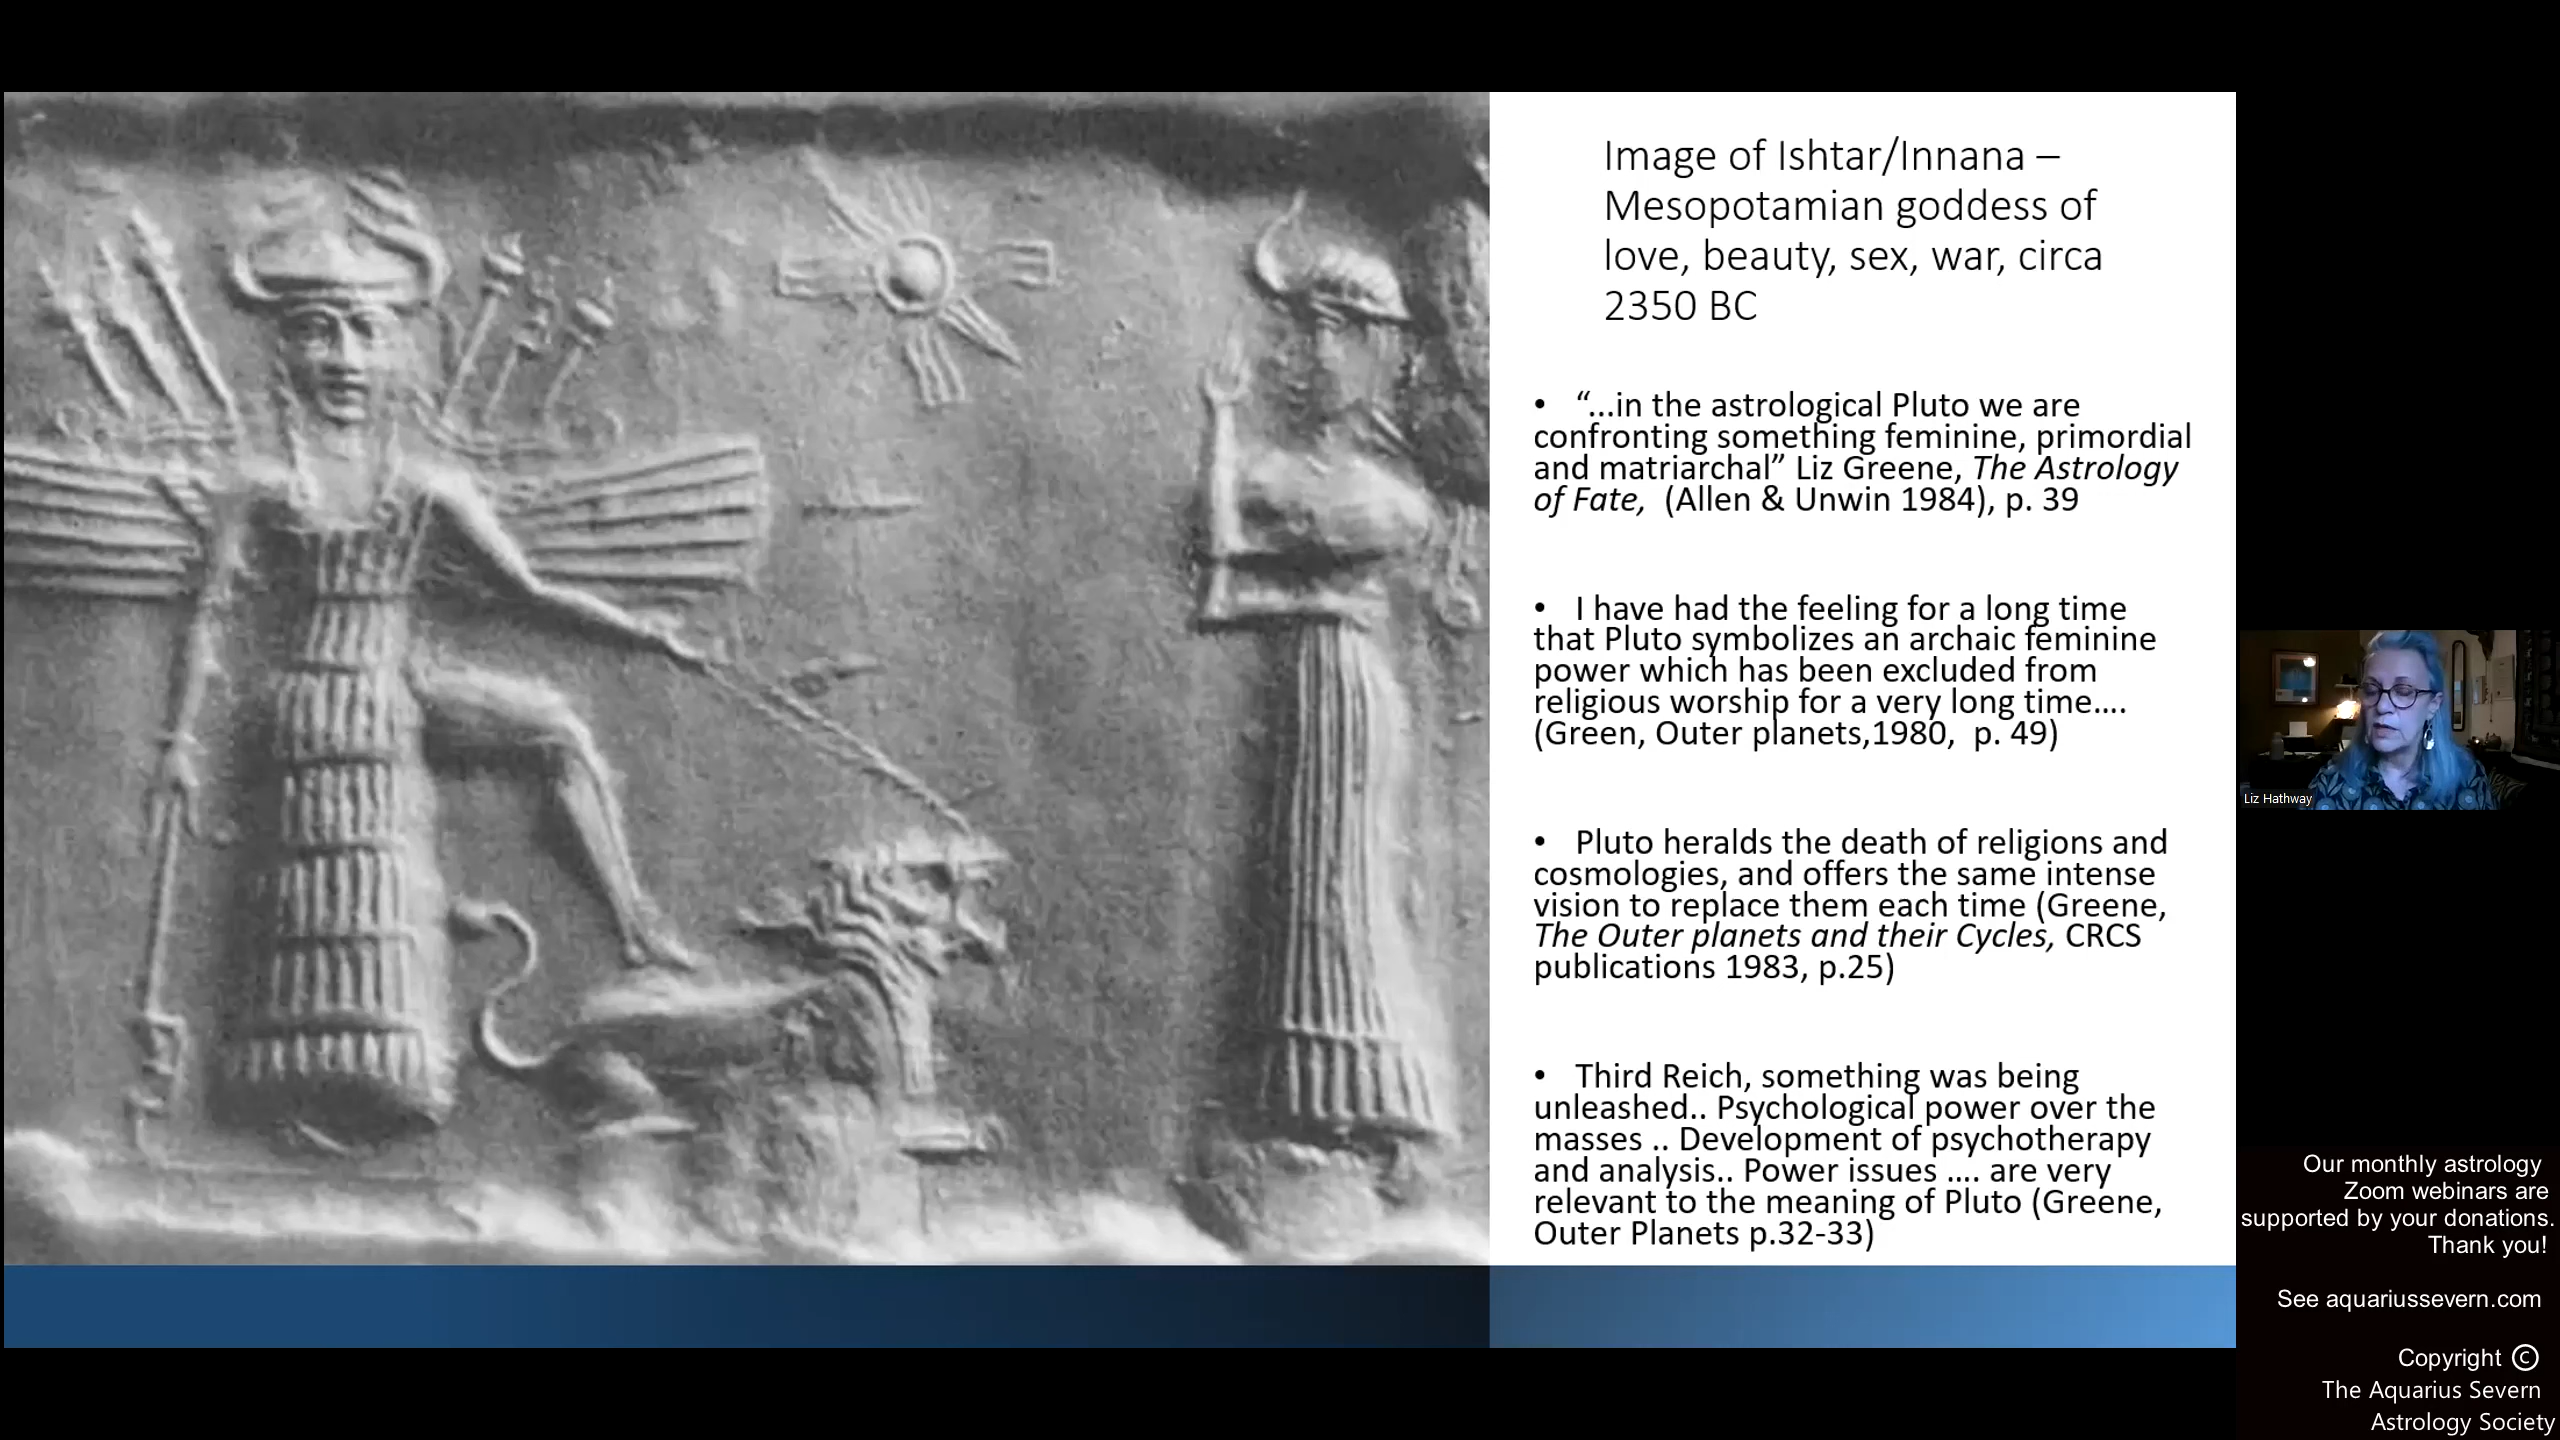 Image of Ishtar/Innana –
Mesopotamian goddess of
love, beauty, sex, war, circa
2350 BC
• “…in the astrological Pluto we are
confronting something feminine, primordial
and matriarchal” Liz Greene, The Astrology
of Fate, (Allen & Unwin 1984), p. 39
• I have had the feeling for a long time
that Pluto symbolizes an archaic feminine
power which has been excluded from
religious worship for a very long time….
(Green, Outer planets,1980, p. 49)
• Pluto heralds the death of religions and
cosmologies, and offers the same intense
vision to replace them each time (Greene,
The Outer planets and their Cycles, CRCS
publications 1983, p.25)
• Third Reich, something was being
unleashed.. Psychological power over the
masses .. Development of psychotherapy
and analysis.. Power issues …. are very
relevant to the meaning of Pluto (Greene,
Outer Planets p.32-33)
Liz Hathway
Our monthly astrology
Zoom webinars are
supported by your donations.
Thank you!
See aquariussevern.com
Copyright ©
The Aquarius Severn
Astrology Society